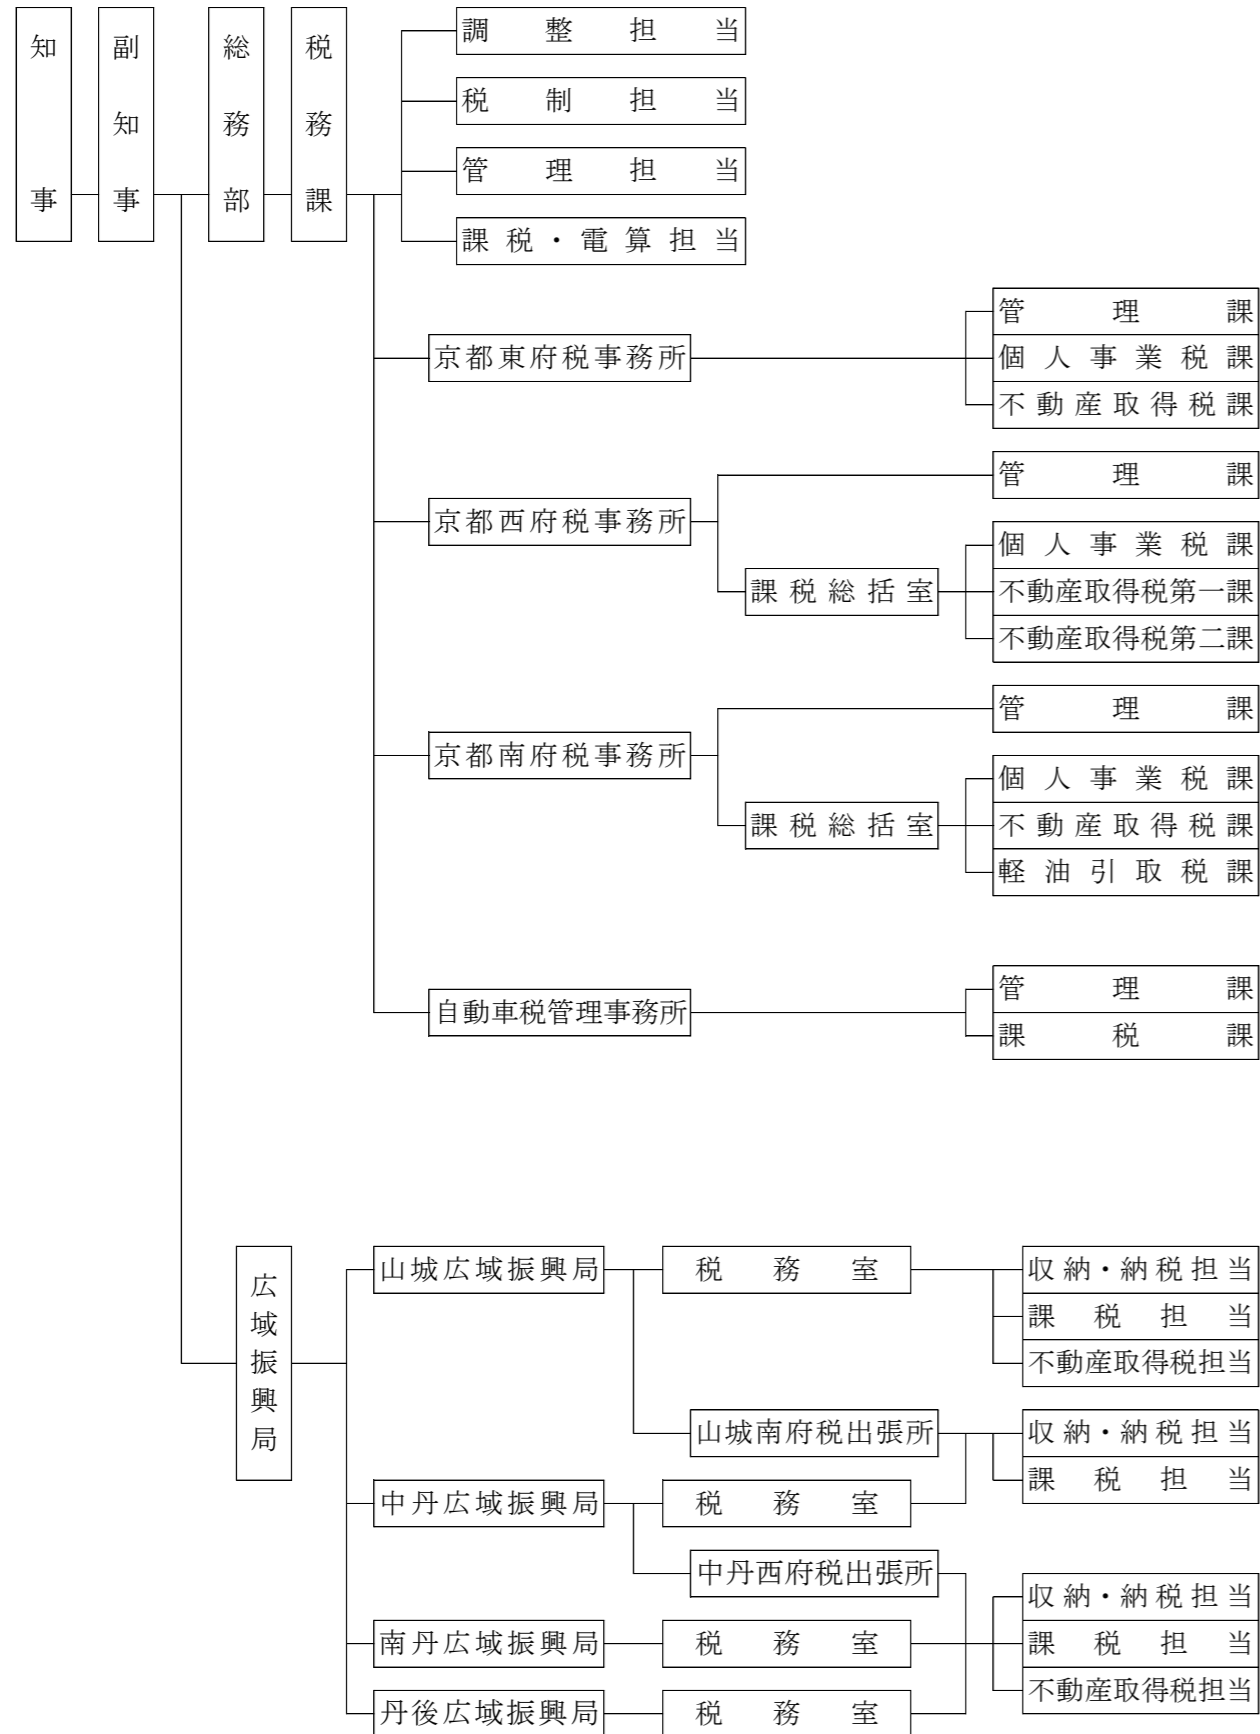 知事
副知事
総務部
税務課
調整担当
税制担当
管理担当
課税・電算担当
京都東府税事務所
管理課
個人事業税課
不動産取得税課
京都西府税事務所
管理課
課税総括室
個人事業税課
不動産取得税第一課
不動産取得税第二課
京都南府税事務所
管理課
課税総括室
個人事業税課
不動産取得税課
軽油引取税課
自動車税管理事務所
管理課
課税課
広域振興局
山城広域振興局
税務室
収納・納税担当
課税担当
不動産取得税担当
山城南府税出張所
収納・納税担当
課税担当
中丹広域振興局
税務室
中丹西府税出張所
収納・納税担当
課税担当
不動産取得税担当
南丹広域振興局
税務室
丹後広域振興局
税務室